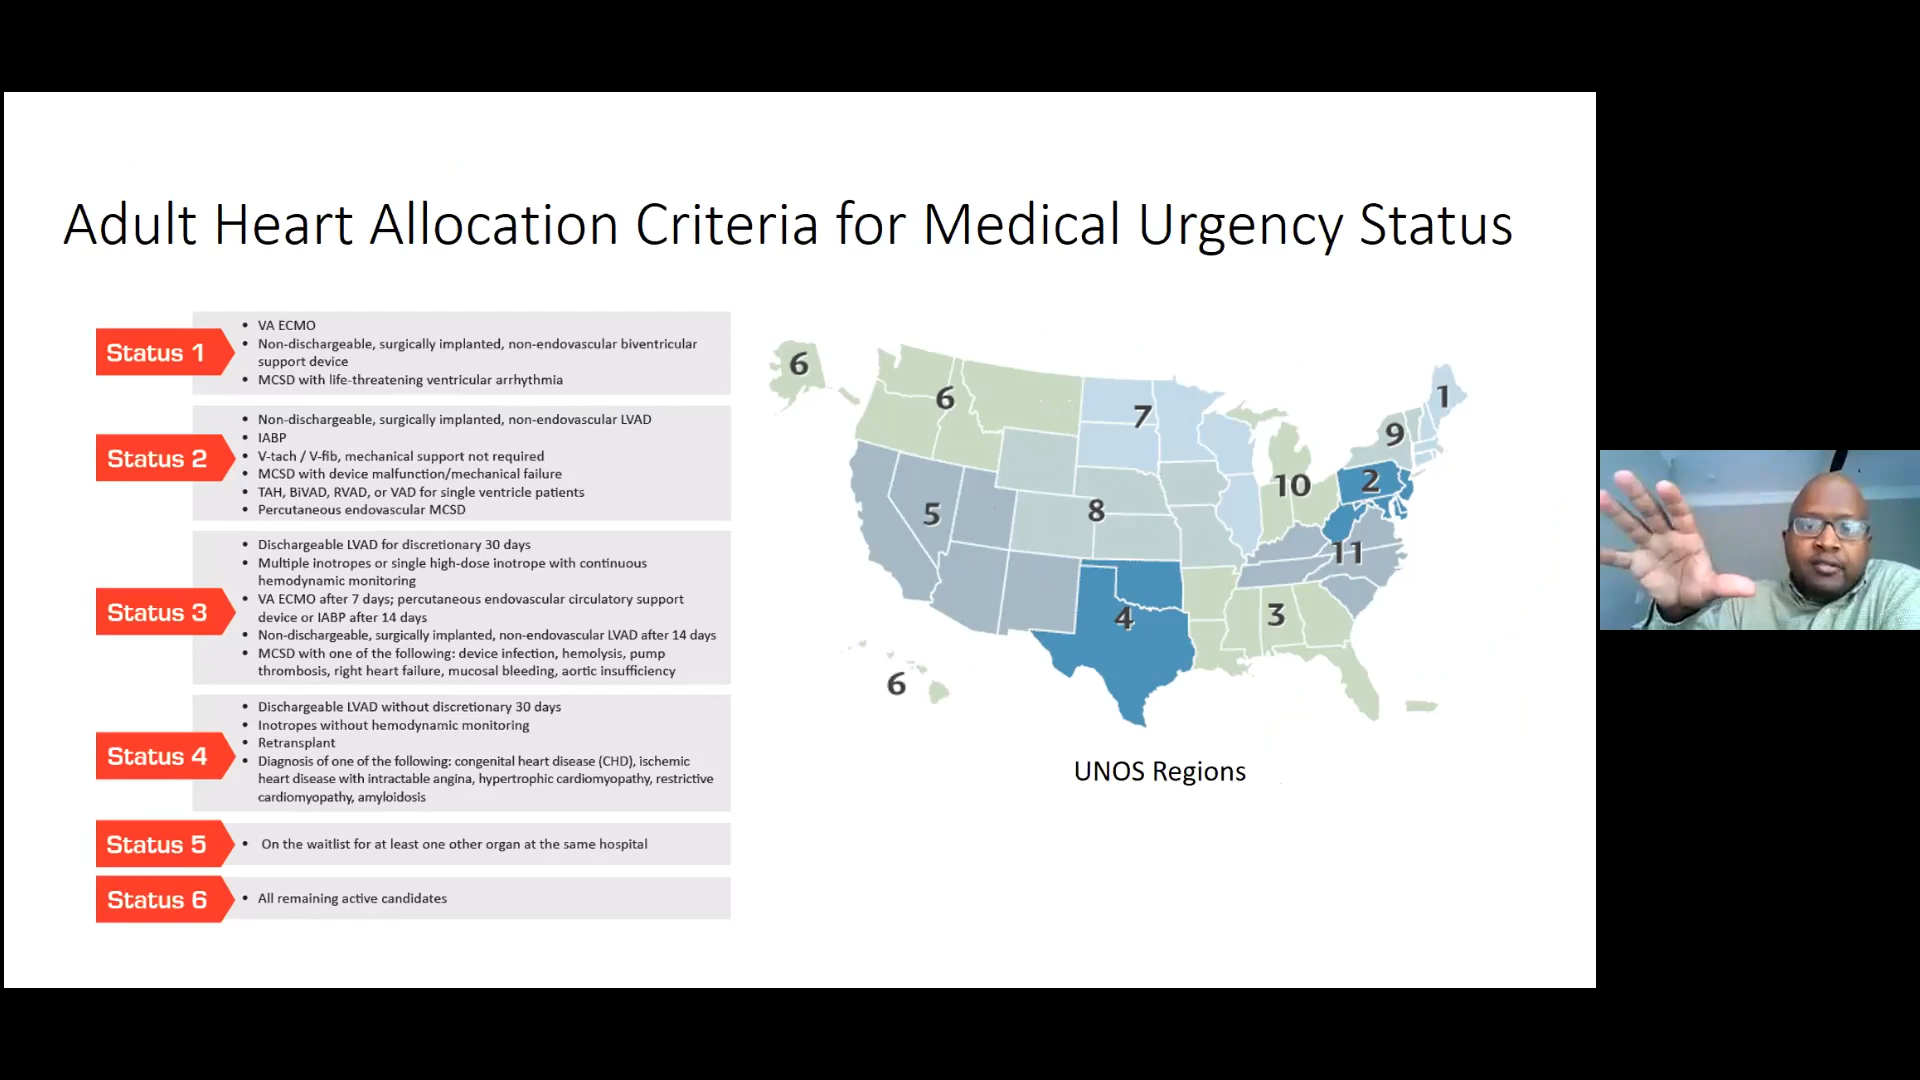 Adult Heart Allocation Criteria for Medical Urgency Status
Status 1
• VA ECMO
• Non-dischargeable, surgically implanted, non-endovascular biventricular
support device
• MCSD with life-threatening ventricular arrhythmia
Status 2
• Non-dischargeable, surgically implanted, non-endovascular LVAD
• IABP
• V-tach / V-fib, mechanical support not required
• MCSD with device malfunction/mechanical failure
• TAH, BiVAD, RVAD, or VAD for single ventricle patients
• Percutaneous endovascular MCSD
Status 3
• Dischargeable LVAD for discretionary 30 days
• Multiple inotropes or single high-dose inotrope with continuous
hemodynamic monitoring
• VA ECMO after 7 days; percutaneous endovascular circulatory support
device or IABP after 14 days
• Non-dischargeable, surgically implanted, non-endovascular LVAD after 14 days
• MCSD with one of the following: device infection, hemolysis, pump
thrombosis, right heart failure, mucosal bleeding, aortic insufficiency
Status 4
• Dischargeable LVAD without discretionary 30 days
• Inotropes without hemodynamic monitoring
• Retransplant
• Diagnosis of one of the following: congenital heart disease (CHD), ischemic
heart disease with intractable angina, hypertrophic cardiomyopathy, restrictive
cardiomyopathy, amyloidosis
Status 5
• On the waitlist for at least one other organ at the same hospital
Status 6
• All remaining active candidates
6
6
7
1
9
2
10
5
8
11
4
3
6
UNOS Regions